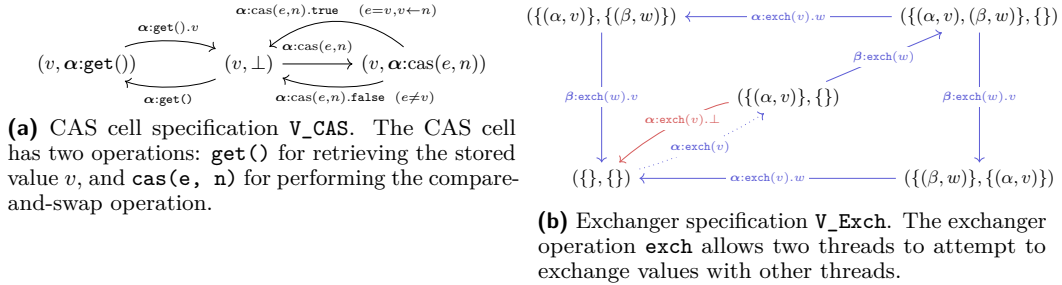 α:cas(e,n).true (e=v,v←n)
α:get().v
α:cas(e,n)
(v, α:get()) (v, ⊥) (v, α:cas(e, n))
α:get()
α:cas(e,n).false (e≠v)
(a) CAS cell specification V_CAS. The CAS cell
has two operations: get() for retrieving the stored
value v, and cas(e, n) for performing the compare-
and-swap operation.
({(α, v)}, {(β, w)}) α:exch(v).w ({(α, v), (β, w)}, {})
β:exch(w)
β:exch(w).v ({(α, v)}, {}) β:exch(w).v
α:exch(v).⊥
α:exch(v)
({}, {}) α:exch(v).w ({(β, w)}, {(α, v)})
(b) Exchanger specification V_Exch. The exchanger
operation exch allows two threads to attempt to
exchange values with other threads.